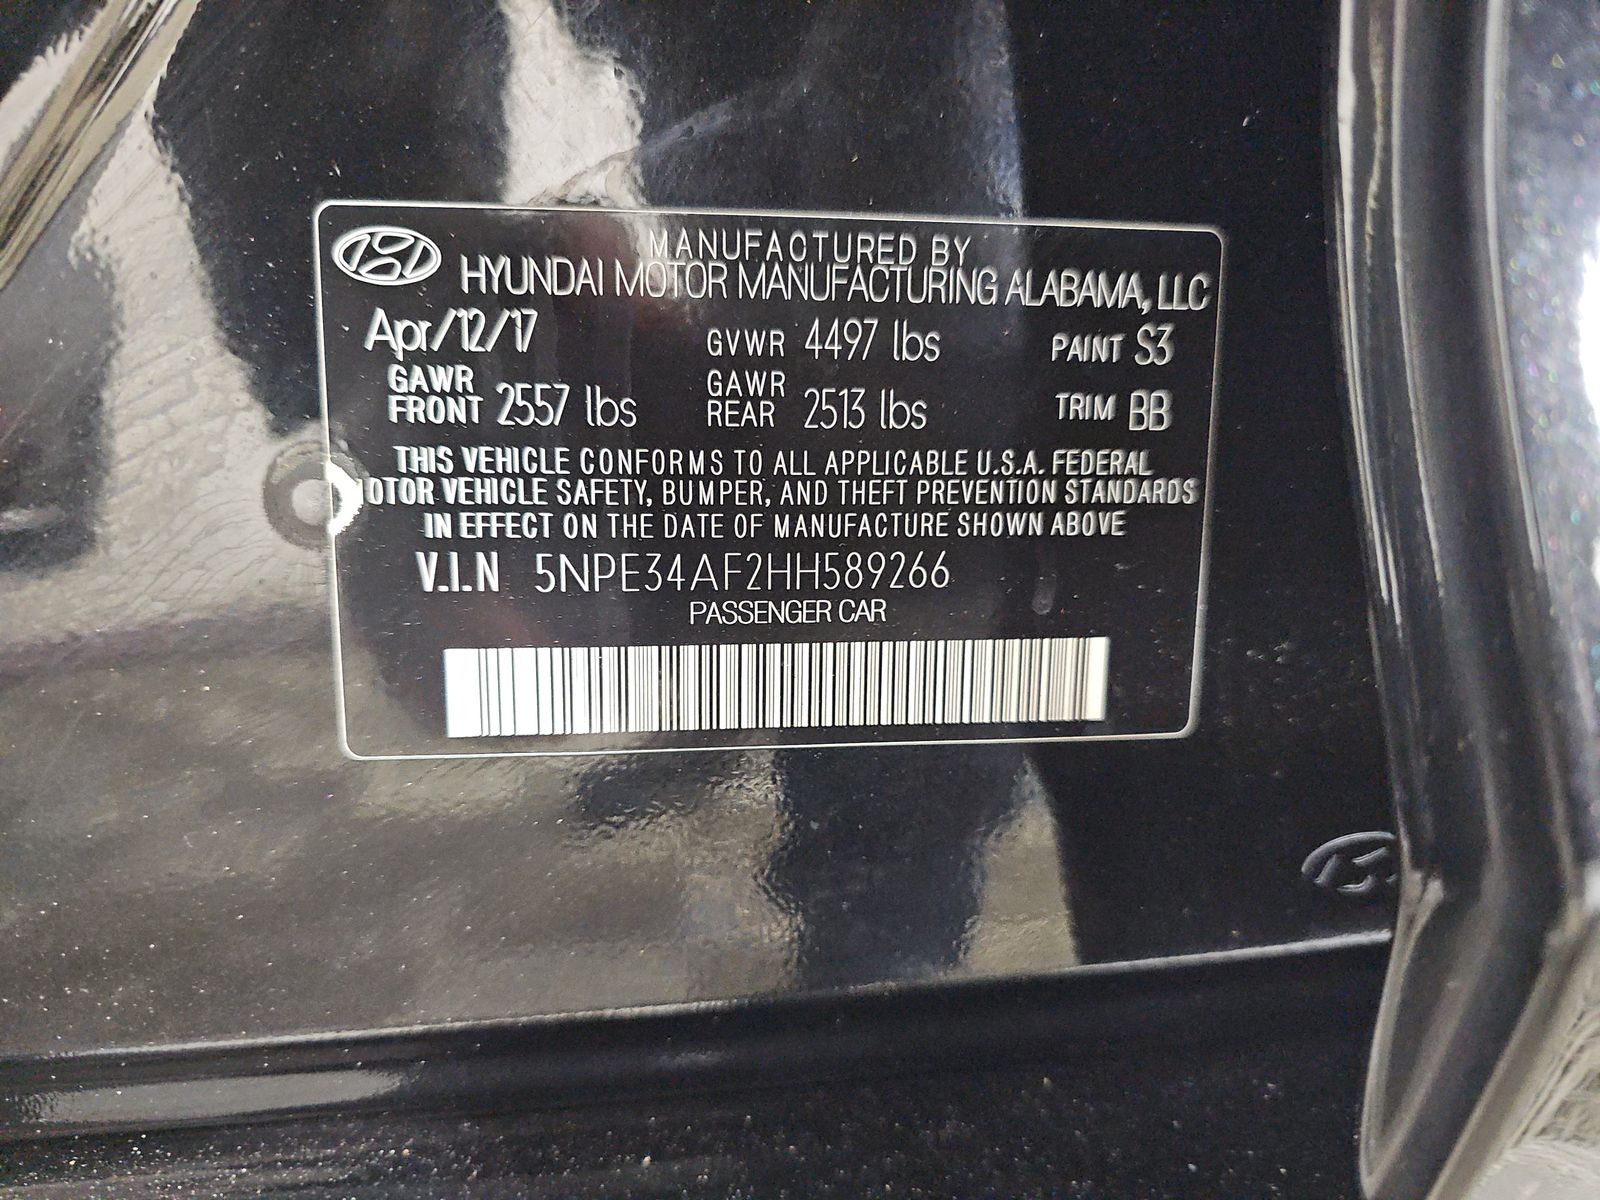 MANUFACTURED BY
HYUNDAI MOTOR MANUFACTURING ALABAMA, LLC
Apr/12/17 GVWR 4497 lbs PAINT S3
GAWR FRONT 2557 lbs GAWR REAR 2513 lbs TRIM BB
THIS VEHICLE CONFORMS TO ALL APPLICABLE U.S.A. FEDERAL
MOTOR VEHICLE SAFETY, BUMPER, AND THEFT PREVENTION STANDARDS
IN EFFECT ON THE DATE OF MANUFACTURE SHOWN ABOVE
V.I.N 5NPE34AF2HH589266
PASSENGER CAR